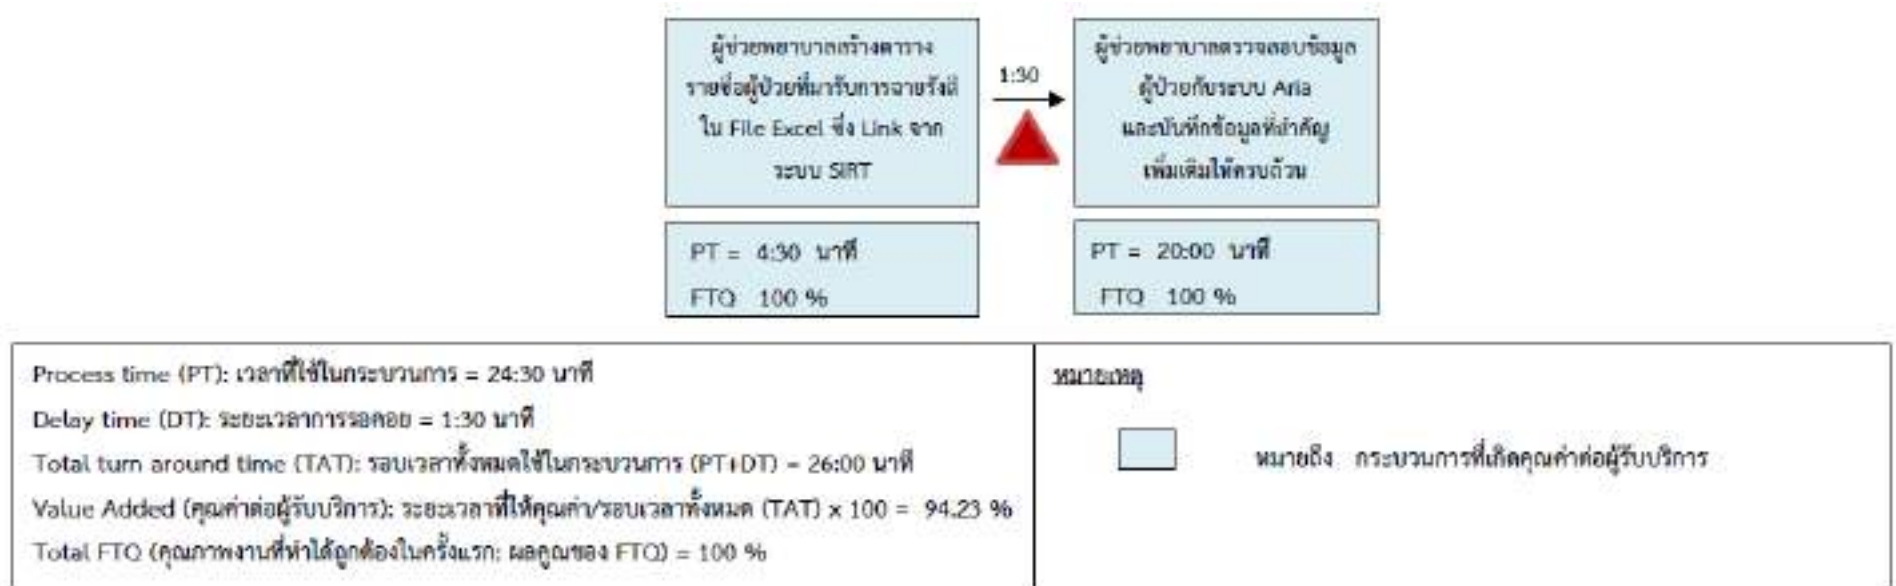 ผู้ช่วยพยาบาลสร้างตาราง
รายชื่อผู้ป่วยที่มารับการฉายรังสี
ใน File Excel ซึ่ง Link จาก
ระบบ SIRT
1:30
ผู้ช่วยพยาบาลตรวจสอบข้อมูล
ผู้ป่วยกับระบบ Aria
และบันทึกข้อมูลที่สำคัญ
เพิ่มเติมให้ครบถ้วน
PT = 4:30 นาที
FTQ 100 %
PT = 20:00 นาที
FTQ 100 %
Process time (PT): เวลาที่ใช้ในกระบวนการ = 24:30 นาที
Delay time (DT): ระยะเวลาการรอคอย = 1:30 นาที
Total turn around time (TAT): รอบเวลาทั้งหมดใช้ในกระบวนการ (PT+DT) = 26:00 นาที
Value Added (คุณค่าต่อผู้รับบริการ): ระยะเวลาที่ให้คุณค่า/รอบเวลาทั้งหมด (TAT) x 100 = 94.23 %
Total FTQ (คุณภาพงานที่ทำได้ถูกต้องในครั้งแรก: ผลคูณของ FTQ) = 100 %
หมายเหตุ
หมายถึง กระบวนการที่เกิดคุณค่าต่อผู้รับบริการ